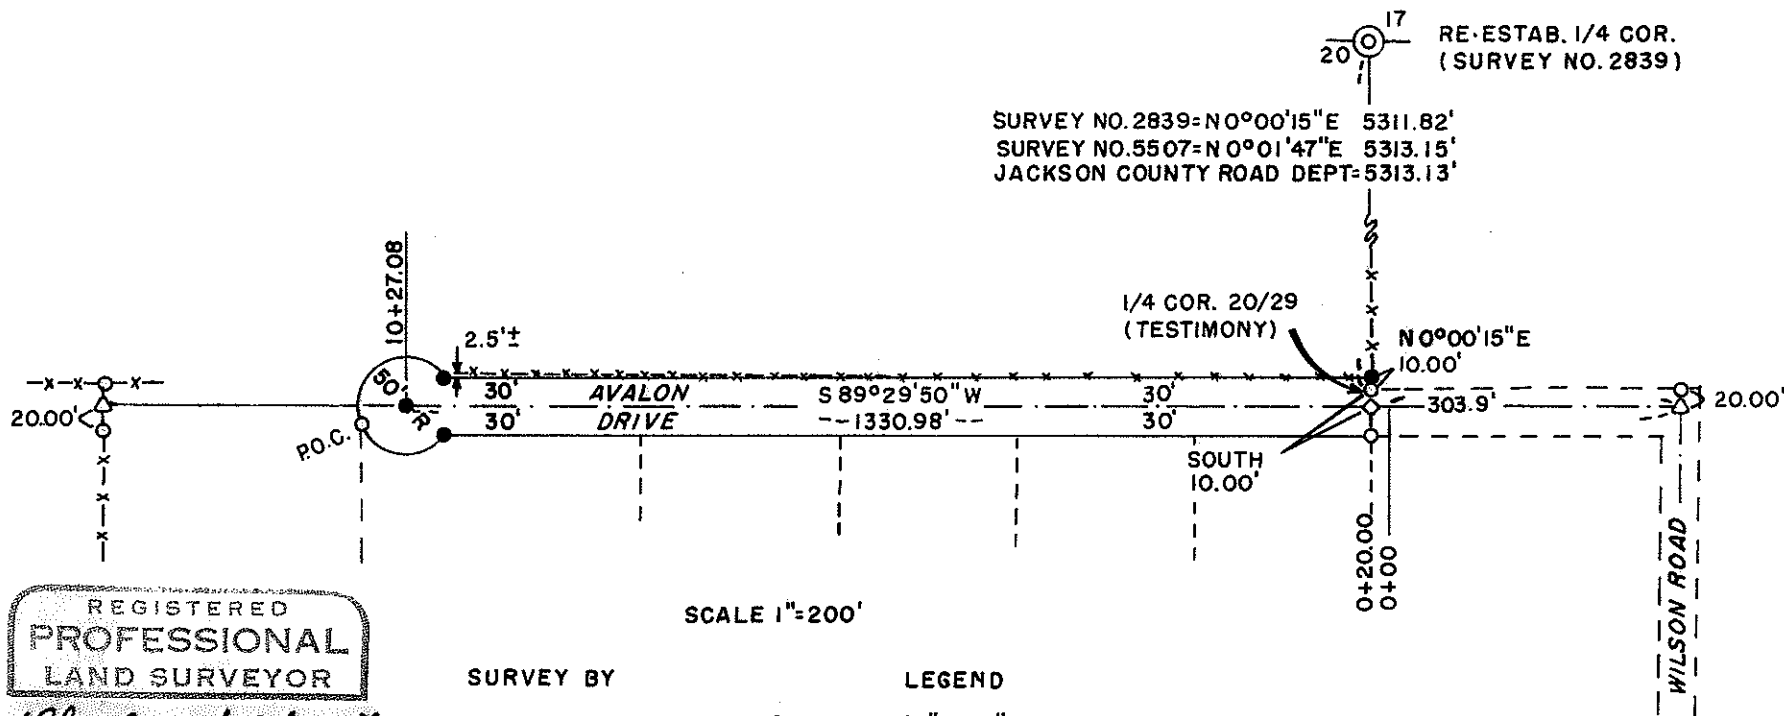 17
20
RE-ESTAB. 1/4 COR.
(SURVEY NO. 2839)
SURVEY NO. 2839=N 0°00'15"E 5311.82'
SURVEY NO. 5507=N 0°01'47"E 5313.15'
JACKSON COUNTY ROAD DEPT=5313.13'
10+27.08
2.5'±
1/4 COR. 20/29
(TESTIMONY)
N 0°00'15"E
10.00'
20.00'
50' R
30' AVALON S 89°29'50" W 30'
30' DRIVE --1330.98'-- 30'
303.9'
20.00'
P.O.C.
SOUTH
10.00'
0+20.00
0+00
WILSON ROAD
SCALE 1"=200'
REGISTERED
PROFESSIONAL
LAND SURVEYOR
SURVEY BY
LEGEND